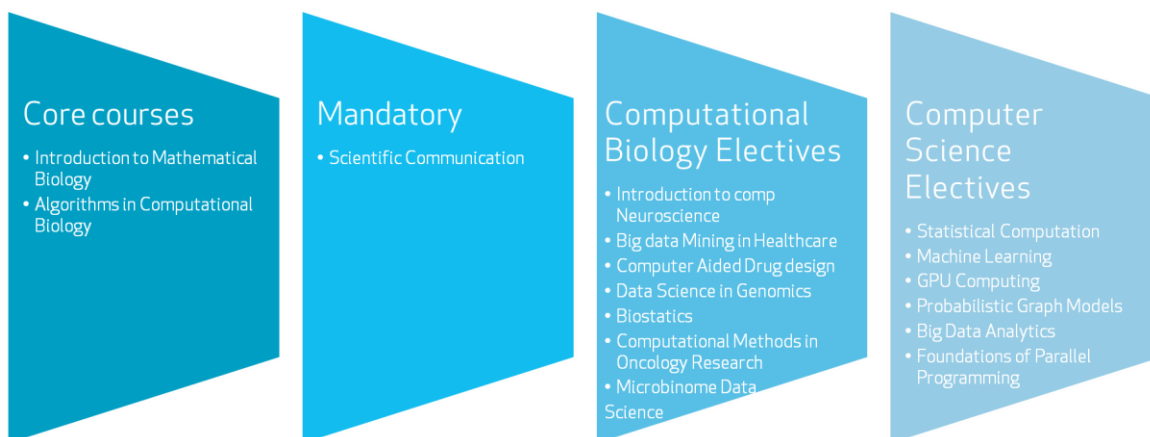 Core courses
• Introduction to Mathematical
Biology
• Algorithms in Computational
Biology
Mandatory
• Scientific Communication
Computational
Biology Electives
• Introduction to comp
Neuroscience
• Big data Mining in Healthcare
• Computer Aided Drug design
• Data Science in Genomics
• Biostatics
• Computational Methods in
Oncology Research
• Microbinome Data
Science
Computer
Science
Electives
• Statistical Computation
• Machine Learning
• GPU Computing
• Probabilistic Graph Models
• Big Data Analytics
• Foundations of Parallel
Programming